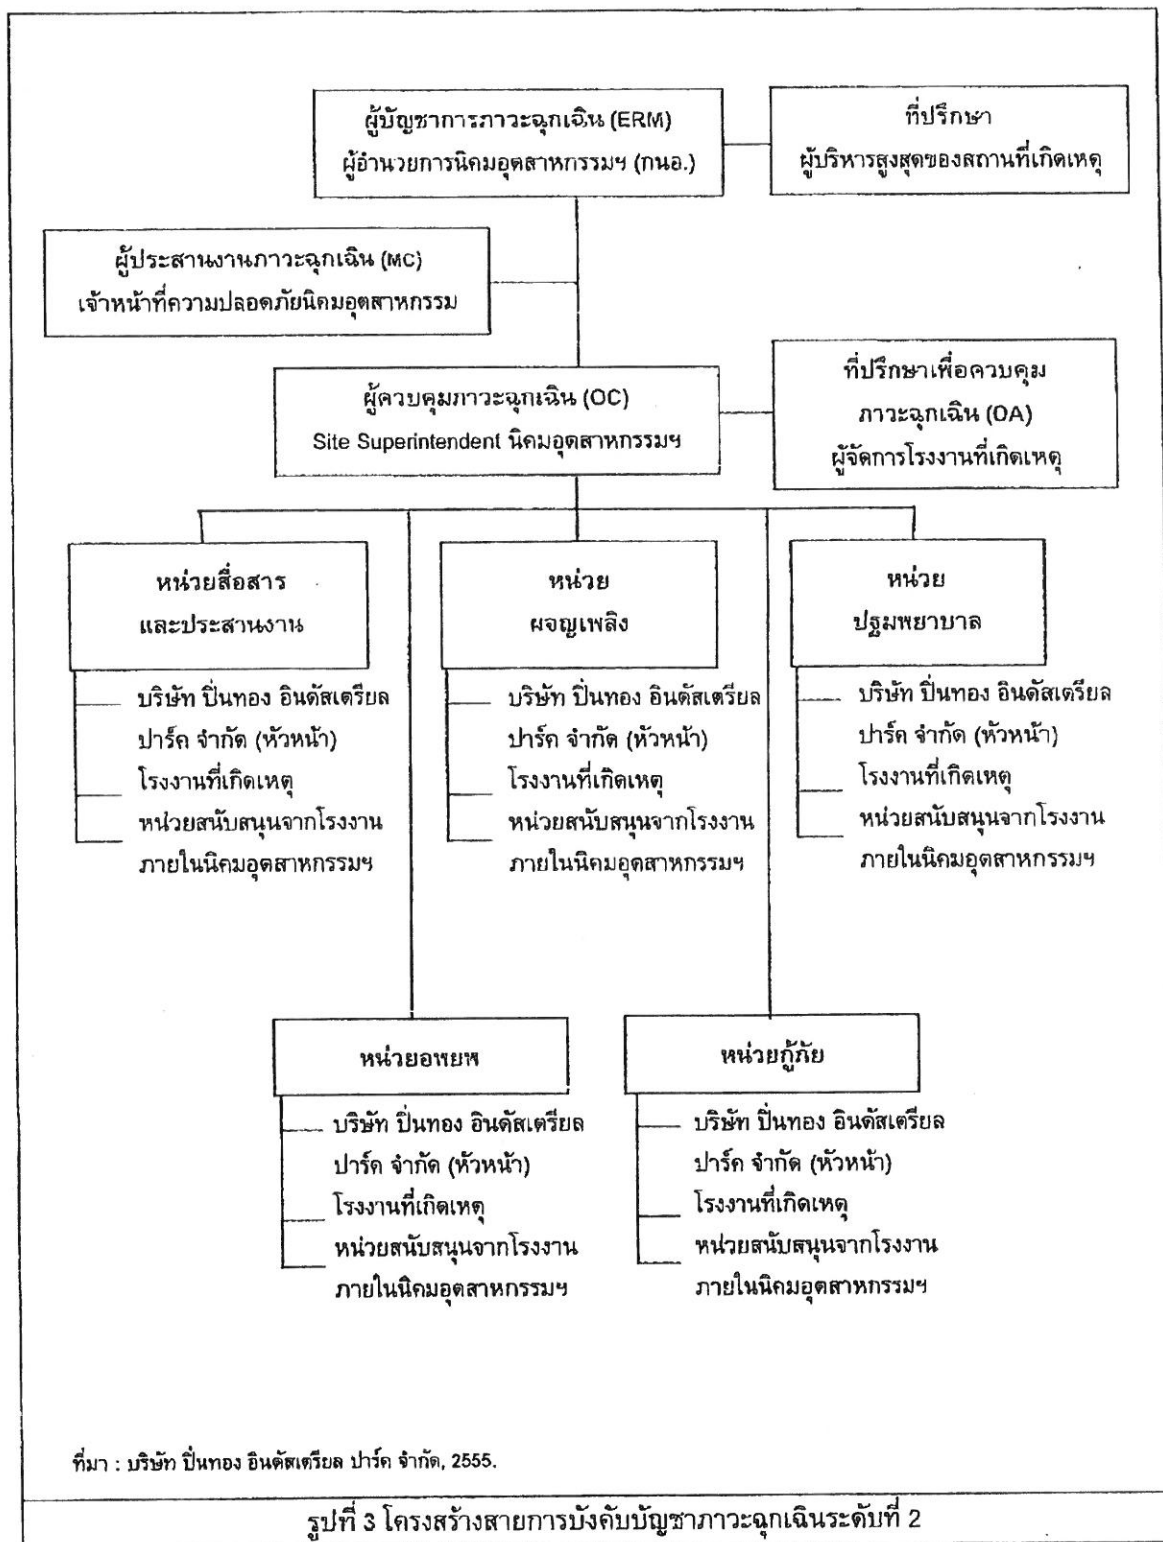 ผู้บัญชาการภาวะฉุกเฉิน (ERM)
ผู้อำนวยการนิคมอุตสาหกรรมฯ (กนอ.)
ที่ปรึกษา
ผู้บริหารสูงสุดของสถานที่เกิดเหตุ
ผู้ประสานงานภาวะฉุกเฉิน (MC)
เจ้าหน้าที่ความปลอดภัยนิคมอุตสาหกรรม
ผู้ควบคุมภาวะฉุกเฉิน (OC)
Site Superintendent นิคมอุตสาหกรรมฯ
ที่ปรึกษาเพื่อควบคุม
ภาวะฉุกเฉิน (OA)
ผู้จัดการโรงงานที่เกิดเหตุ
หน่วยสื่อสาร
และประสานงาน
บริษัท ปิ่นทอง อินดัสเตรียล
ปาร์ค จำกัด (หัวหน้า)
โรงงานที่เกิดเหตุ
หน่วยสนับสนุนจากโรงงาน
ภายในนิคมอุตสาหกรรมฯ
หน่วย
ผจญเพลิง
บริษัท ปิ่นทอง อินดัสเตรียล
ปาร์ค จำกัด (หัวหน้า)
โรงงานที่เกิดเหตุ
หน่วยสนับสนุนจากโรงงาน
ภายในนิคมอุตสาหกรรมฯ
หน่วย
ปฐมพยาบาล
บริษัท ปิ่นทอง อินดัสเตรียล
ปาร์ค จำกัด (หัวหน้า)
โรงงานที่เกิดเหตุ
หน่วยสนับสนุนจากโรงงาน
ภายในนิคมอุตสาหกรรมฯ
หน่วยอพยพ
บริษัท ปิ่นทอง อินดัสเตรียล
ปาร์ค จำกัด (หัวหน้า)
โรงงานที่เกิดเหตุ
หน่วยสนับสนุนจากโรงงาน
ภายในนิคมอุตสาหกรรมฯ
หน่วยกู้ภัย
บริษัท ปิ่นทอง อินดัสเตรียล
ปาร์ค จำกัด (หัวหน้า)
โรงงานที่เกิดเหตุ
หน่วยสนับสนุนจากโรงงาน
ภายในนิคมอุตสาหกรรมฯ
ที่มา : บริษัท ปิ่นทอง อินดัสเตรียล ปาร์ค จำกัด, 2555.
รูปที่ 3 โครงสร้างสายการบังคับบัญชาภาวะฉุกเฉินระดับที่ 2